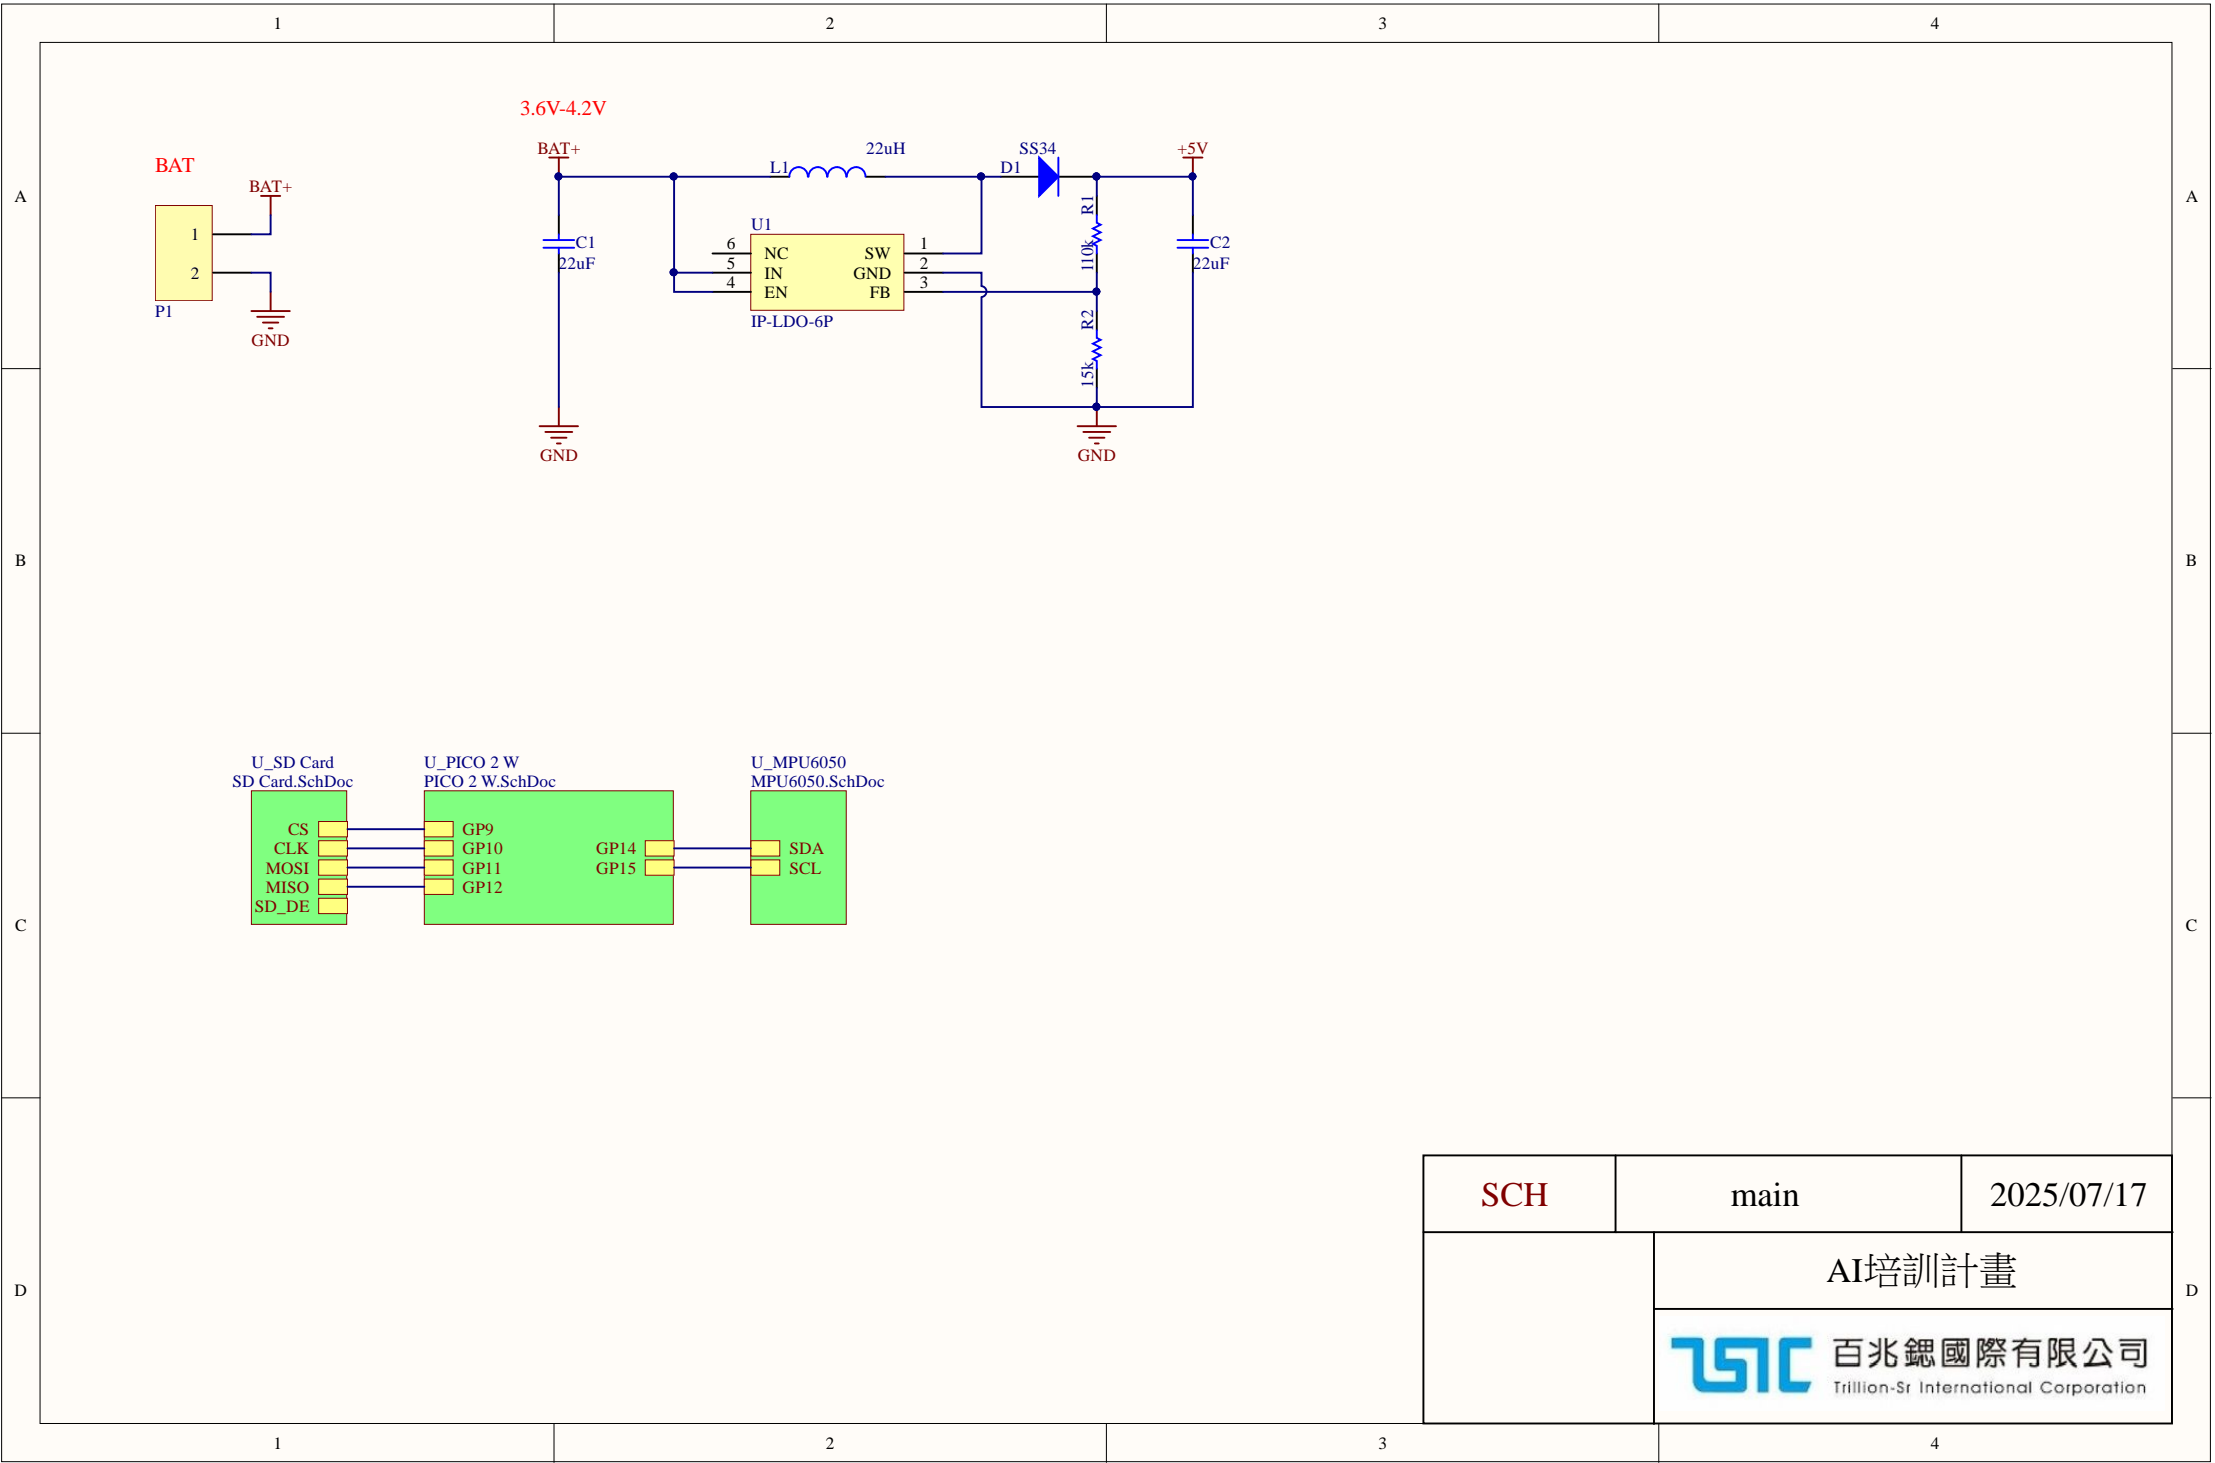 1 2 3 4
3.6V-4.2V
BAT
BAT+
1
2
P1
GND
BAT+
C1
22uF
GND
L1
22uH
U1
6 NC SW 1
5 IN GND 2
4 EN FB 3
IP-LDO-6P
D1
SS34
R1
110k
R2
15k
GND
+5V
C2
22uF
A A
B B
U_SD Card
SD Card.SchDoc
CS
CLK
MOSI
MISO
SD_DE
U_PICO 2 W
PICO 2 W.SchDoc
GP9
GP10
GP11
GP12
GP14
GP15
U_MPU6050
MPU6050.SchDoc
SDA
SCL
C C
D D
SCH main 2025/07/17
AI培訓計畫
TSTC 百兆鍶國際有限公司
Trillion-Sr International Corporation
1 2 3 4